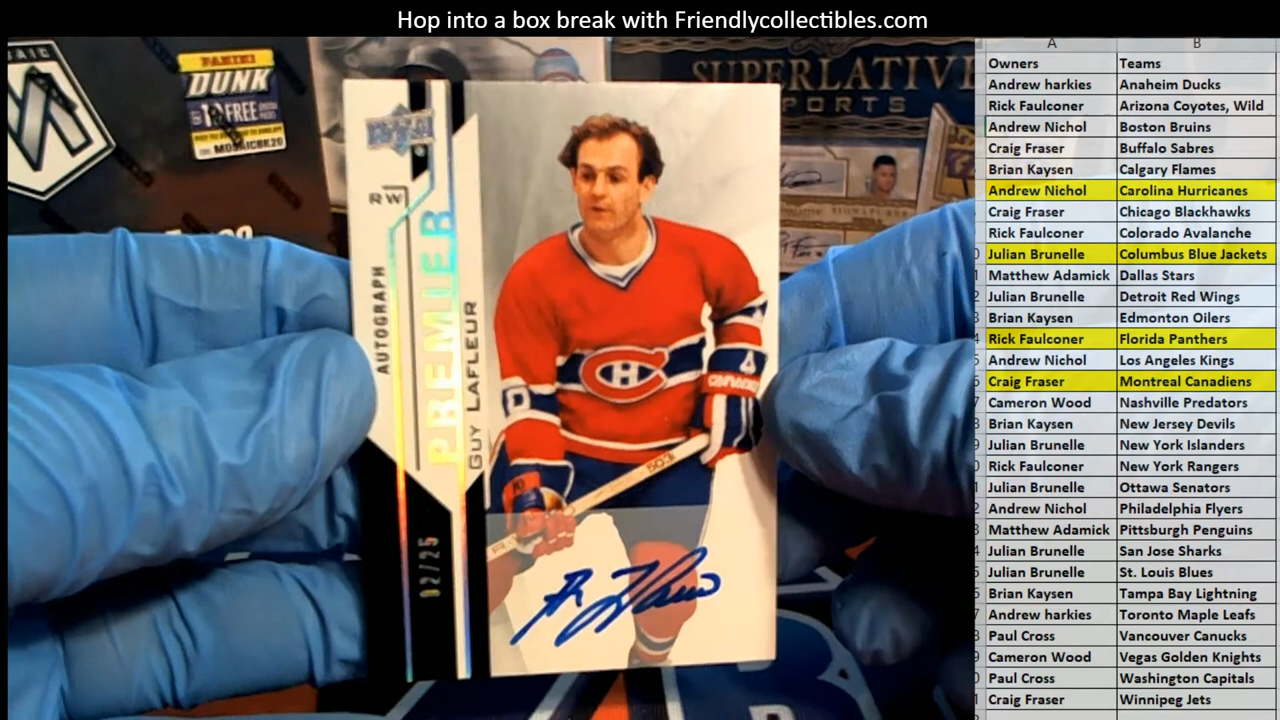 Hop into a box break with Friendlycollectibles.com
AIC
PANINI
DUNK
FREE
MOSAICBK20
SUPERLATIVE
PORTS
SIGNATURES
RW
AUTOGRAPH
PREMIER
GUY LAFLEUR
02/25
503
A B
Owners Teams
Andrew harkies Anaheim Ducks
Rick Faulconer Arizona Coyotes, Wild
Andrew Nichol Boston Bruins
Craig Fraser Buffalo Sabres
Brian Kaysen Calgary Flames
Andrew Nichol Carolina Hurricanes
Craig Fraser Chicago Blackhawks
Rick Faulconer Colorado Avalanche
Julian Brunelle Columbus Blue Jackets
Matthew Adamick Dallas Stars
Julian Brunelle Detroit Red Wings
Brian Kaysen Edmonton Oilers
Rick Faulconer Florida Panthers
Andrew Nichol Los Angeles Kings
Craig Fraser Montreal Canadiens
Cameron Wood Nashville Predators
Brian Kaysen New Jersey Devils
Julian Brunelle New York Islanders
Rick Faulconer New York Rangers
Julian Brunelle Ottawa Senators
Andrew Nichol Philadelphia Flyers
Matthew Adamick Pittsburgh Penguins
Julian Brunelle San Jose Sharks
Julian Brunelle St. Louis Blues
Brian Kaysen Tampa Bay Lightning
Andrew harkies Toronto Maple Leafs
Paul Cross Vancouver Canucks
Cameron Wood Vegas Golden Knights
Paul Cross Washington Capitals
Craig Fraser Winnipeg Jets